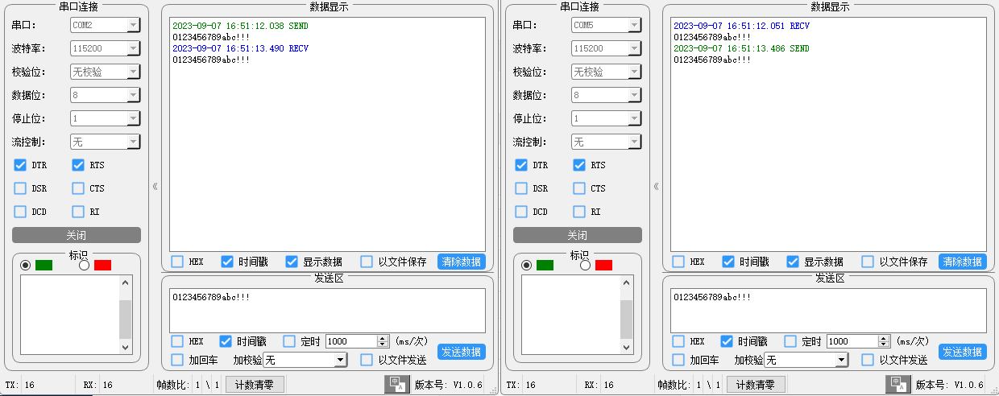 串口连接
串口: COM2
波特率: 115200
校验位: 无校验
数据位: 8
停止位: 1
流控制: 无
DTR RTS
DSR CTS
DCD RI
关闭
标识
数据显示
2023-09-07 16:51:12.038 SEND
0123456789abc!!!
2023-09-07 16:51:13.490 RECV
0123456789abc!!!
HEX 时间戳 显示数据 以文件保存 清除数据
发送区
0123456789abc!!!
HEX 时间戳 定时 1000 (ms/次)
加回车 加校验 无 以文件发送 发送数据
TX: 16 RX: 16 帧数比: 1 \ 1 计数清零 中 A 版本号: V1.0.6
串口连接
串口: COM5
波特率: 115200
校验位: 无校验
数据位: 8
停止位: 1
流控制: 无
DTR RTS
DSR CTS
DCD RI
关闭
标识
数据显示
2023-09-07 16:51:12.051 RECV
0123456789abc!!!
2023-09-07 16:51:13.486 SEND
0123456789abc!!!
HEX 时间戳 显示数据 以文件保存 清除数据
发送区
0123456789abc!!!
HEX 时间戳 定时 1000 (ms/次)
加回车 加校验 无 以文件发送 发送数据
TX: 16 RX: 16 帧数比: 1 \ 1 计数清零 中 A 版本号: V1.0.6